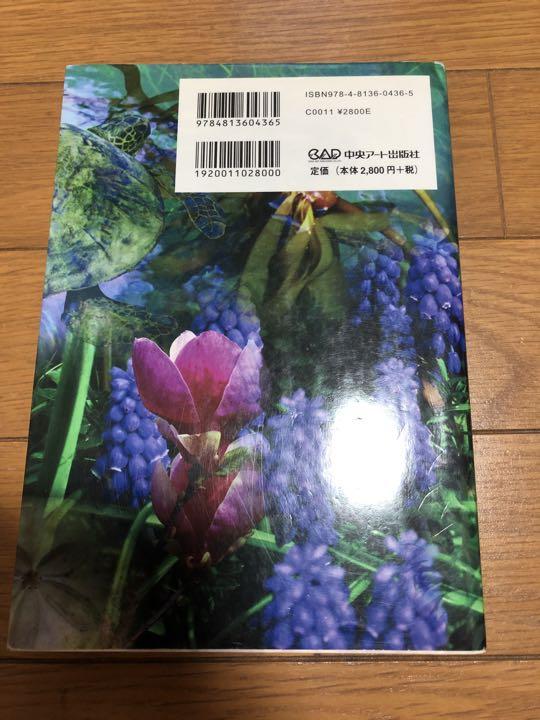 ISBN978-4-8136-0436-5
C0011 ¥2800E
9784813604365
1920011028000
CAD 中央アート出版社
定価（本体2,800円+税）